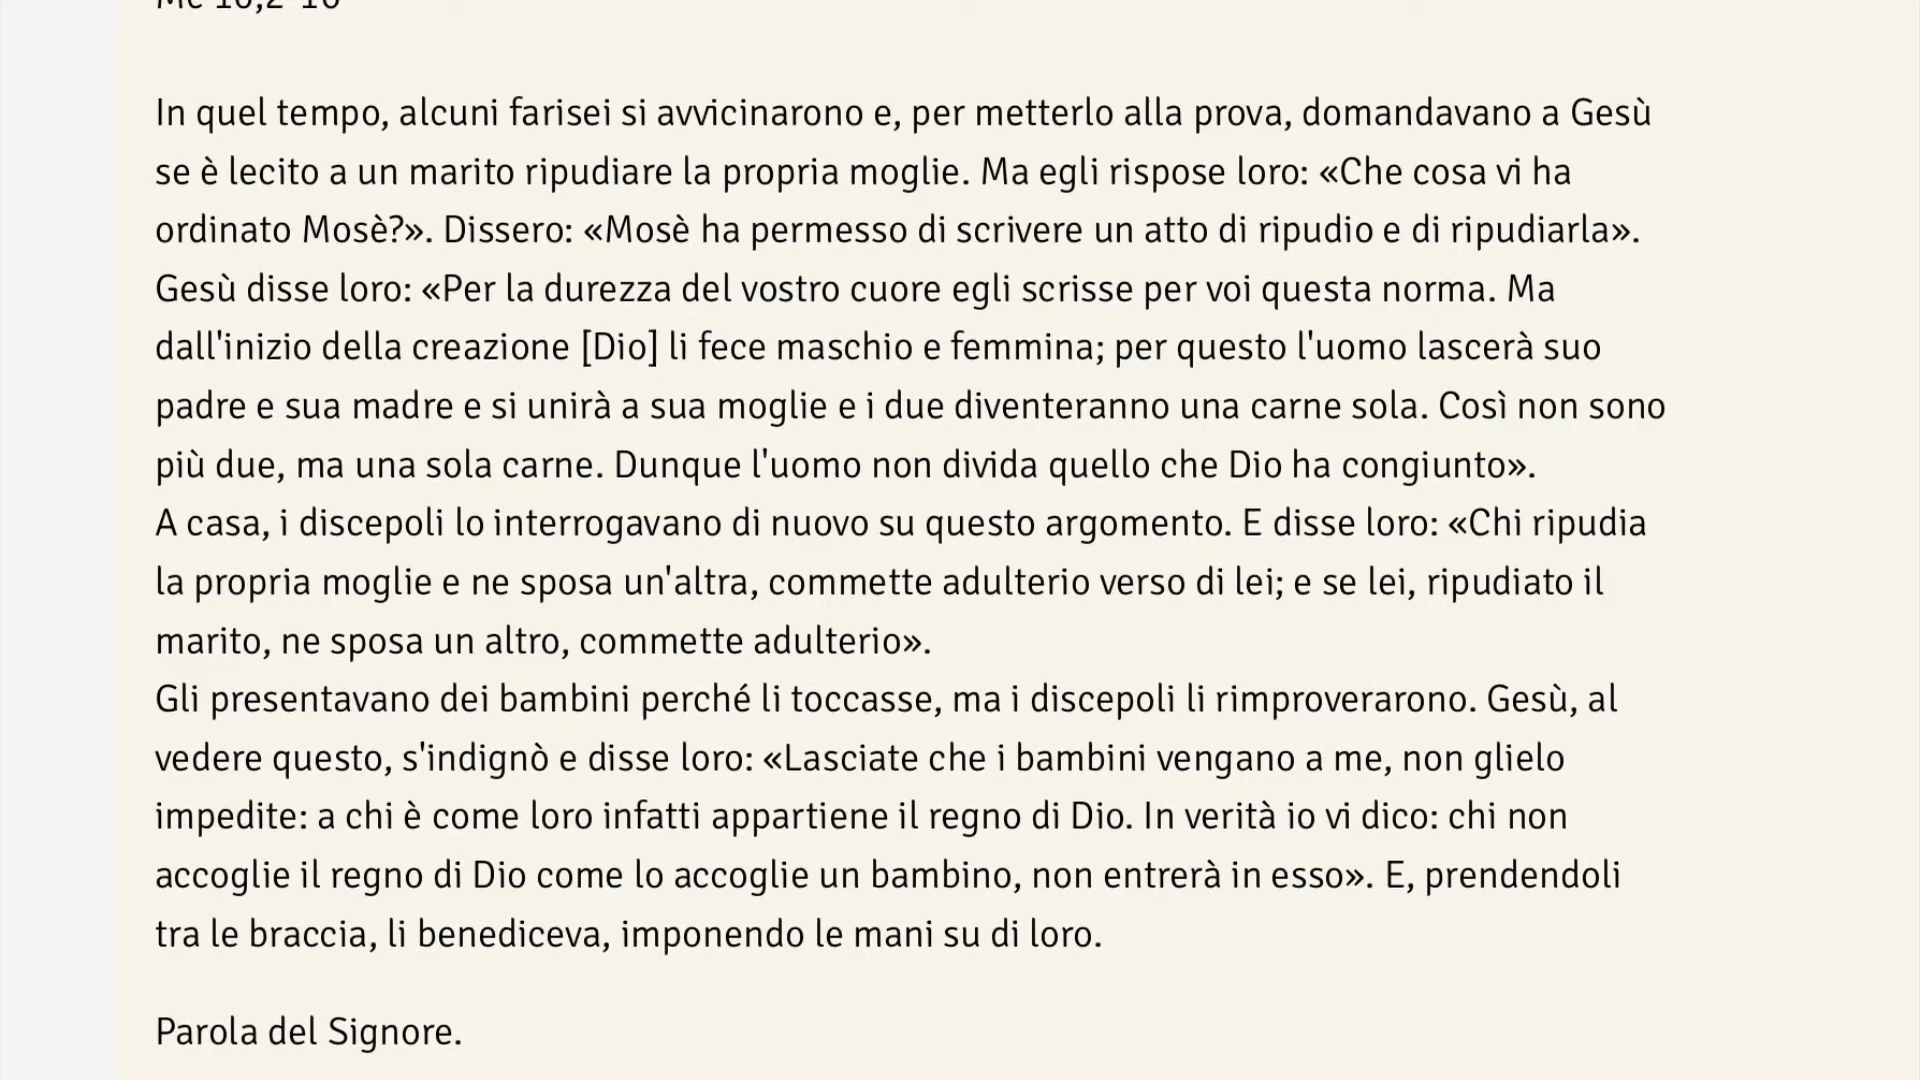 Mc 10,2-16
In quel tempo, alcuni farisei si avvicinarono e, per metterlo alla prova, domandavano a Gesù
se è lecito a un marito ripudiare la propria moglie. Ma egli rispose loro: «Che cosa vi ha
ordinato Mosè?». Dissero: «Mosè ha permesso di scrivere un atto di ripudio e di ripudiarla».
Gesù disse loro: «Per la durezza del vostro cuore egli scrisse per voi questa norma. Ma
dall'inizio della creazione [Dio] li fece maschio e femmina; per questo l'uomo lascerà suo
padre e sua madre e si unirà a sua moglie e i due diventeranno una carne sola. Così non sono
più due, ma una sola carne. Dunque l'uomo non divida quello che Dio ha congiunto».
A casa, i discepoli lo interrogavano di nuovo su questo argomento. E disse loro: «Chi ripudia
la propria moglie e ne sposa un'altra, commette adulterio verso di lei; e se lei, ripudiato il
marito, ne sposa un altro, commette adulterio».
Gli presentavano dei bambini perché li toccasse, ma i discepoli li rimproverarono. Gesù, al
vedere questo, s'indignò e disse loro: «Lasciate che i bambini vengano a me, non glielo
impedite: a chi è come loro infatti appartiene il regno di Dio. In verità io vi dico: chi non
accoglie il regno di Dio come lo accoglie un bambino, non entrerà in esso». E, prendendoli
tra le braccia, li benediceva, imponendo le mani su di loro.
Parola del Signore.